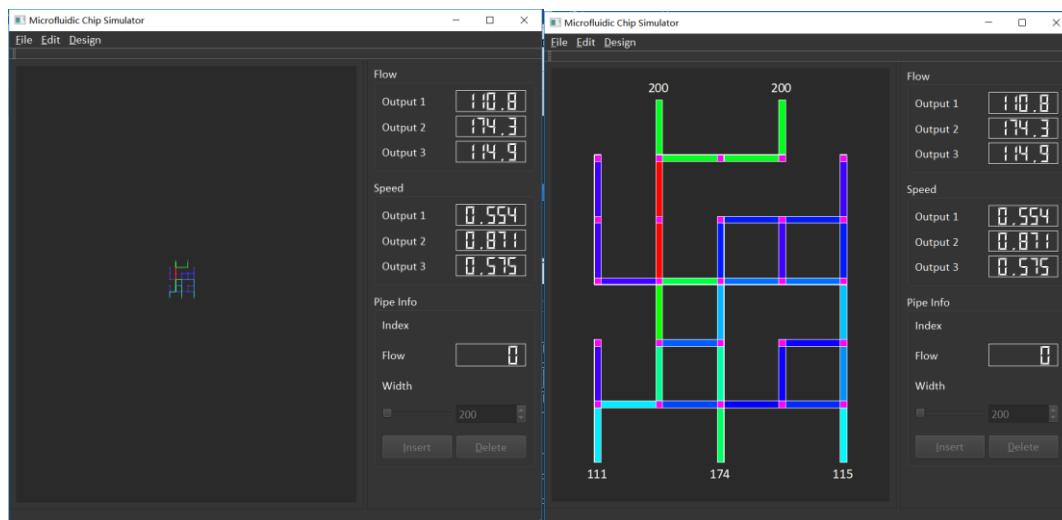 Microfluidic Chip Simulator
File Edit Design
Flow
Output 1 110.8
Output 2 174.3
Output 3 114.9
Speed
Output 1 0.554
Output 2 0.871
Output 3 0.575
Pipe Info
Index
Flow 0
Width
200
Insert Delete
Microfluidic Chip Simulator
File Edit Design
200 200
111 174 115
Flow
Output 1 110.8
Output 2 174.3
Output 3 114.9
Speed
Output 1 0.554
Output 2 0.871
Output 3 0.575
Pipe Info
Index
Flow 0
Width
200
Insert Delete